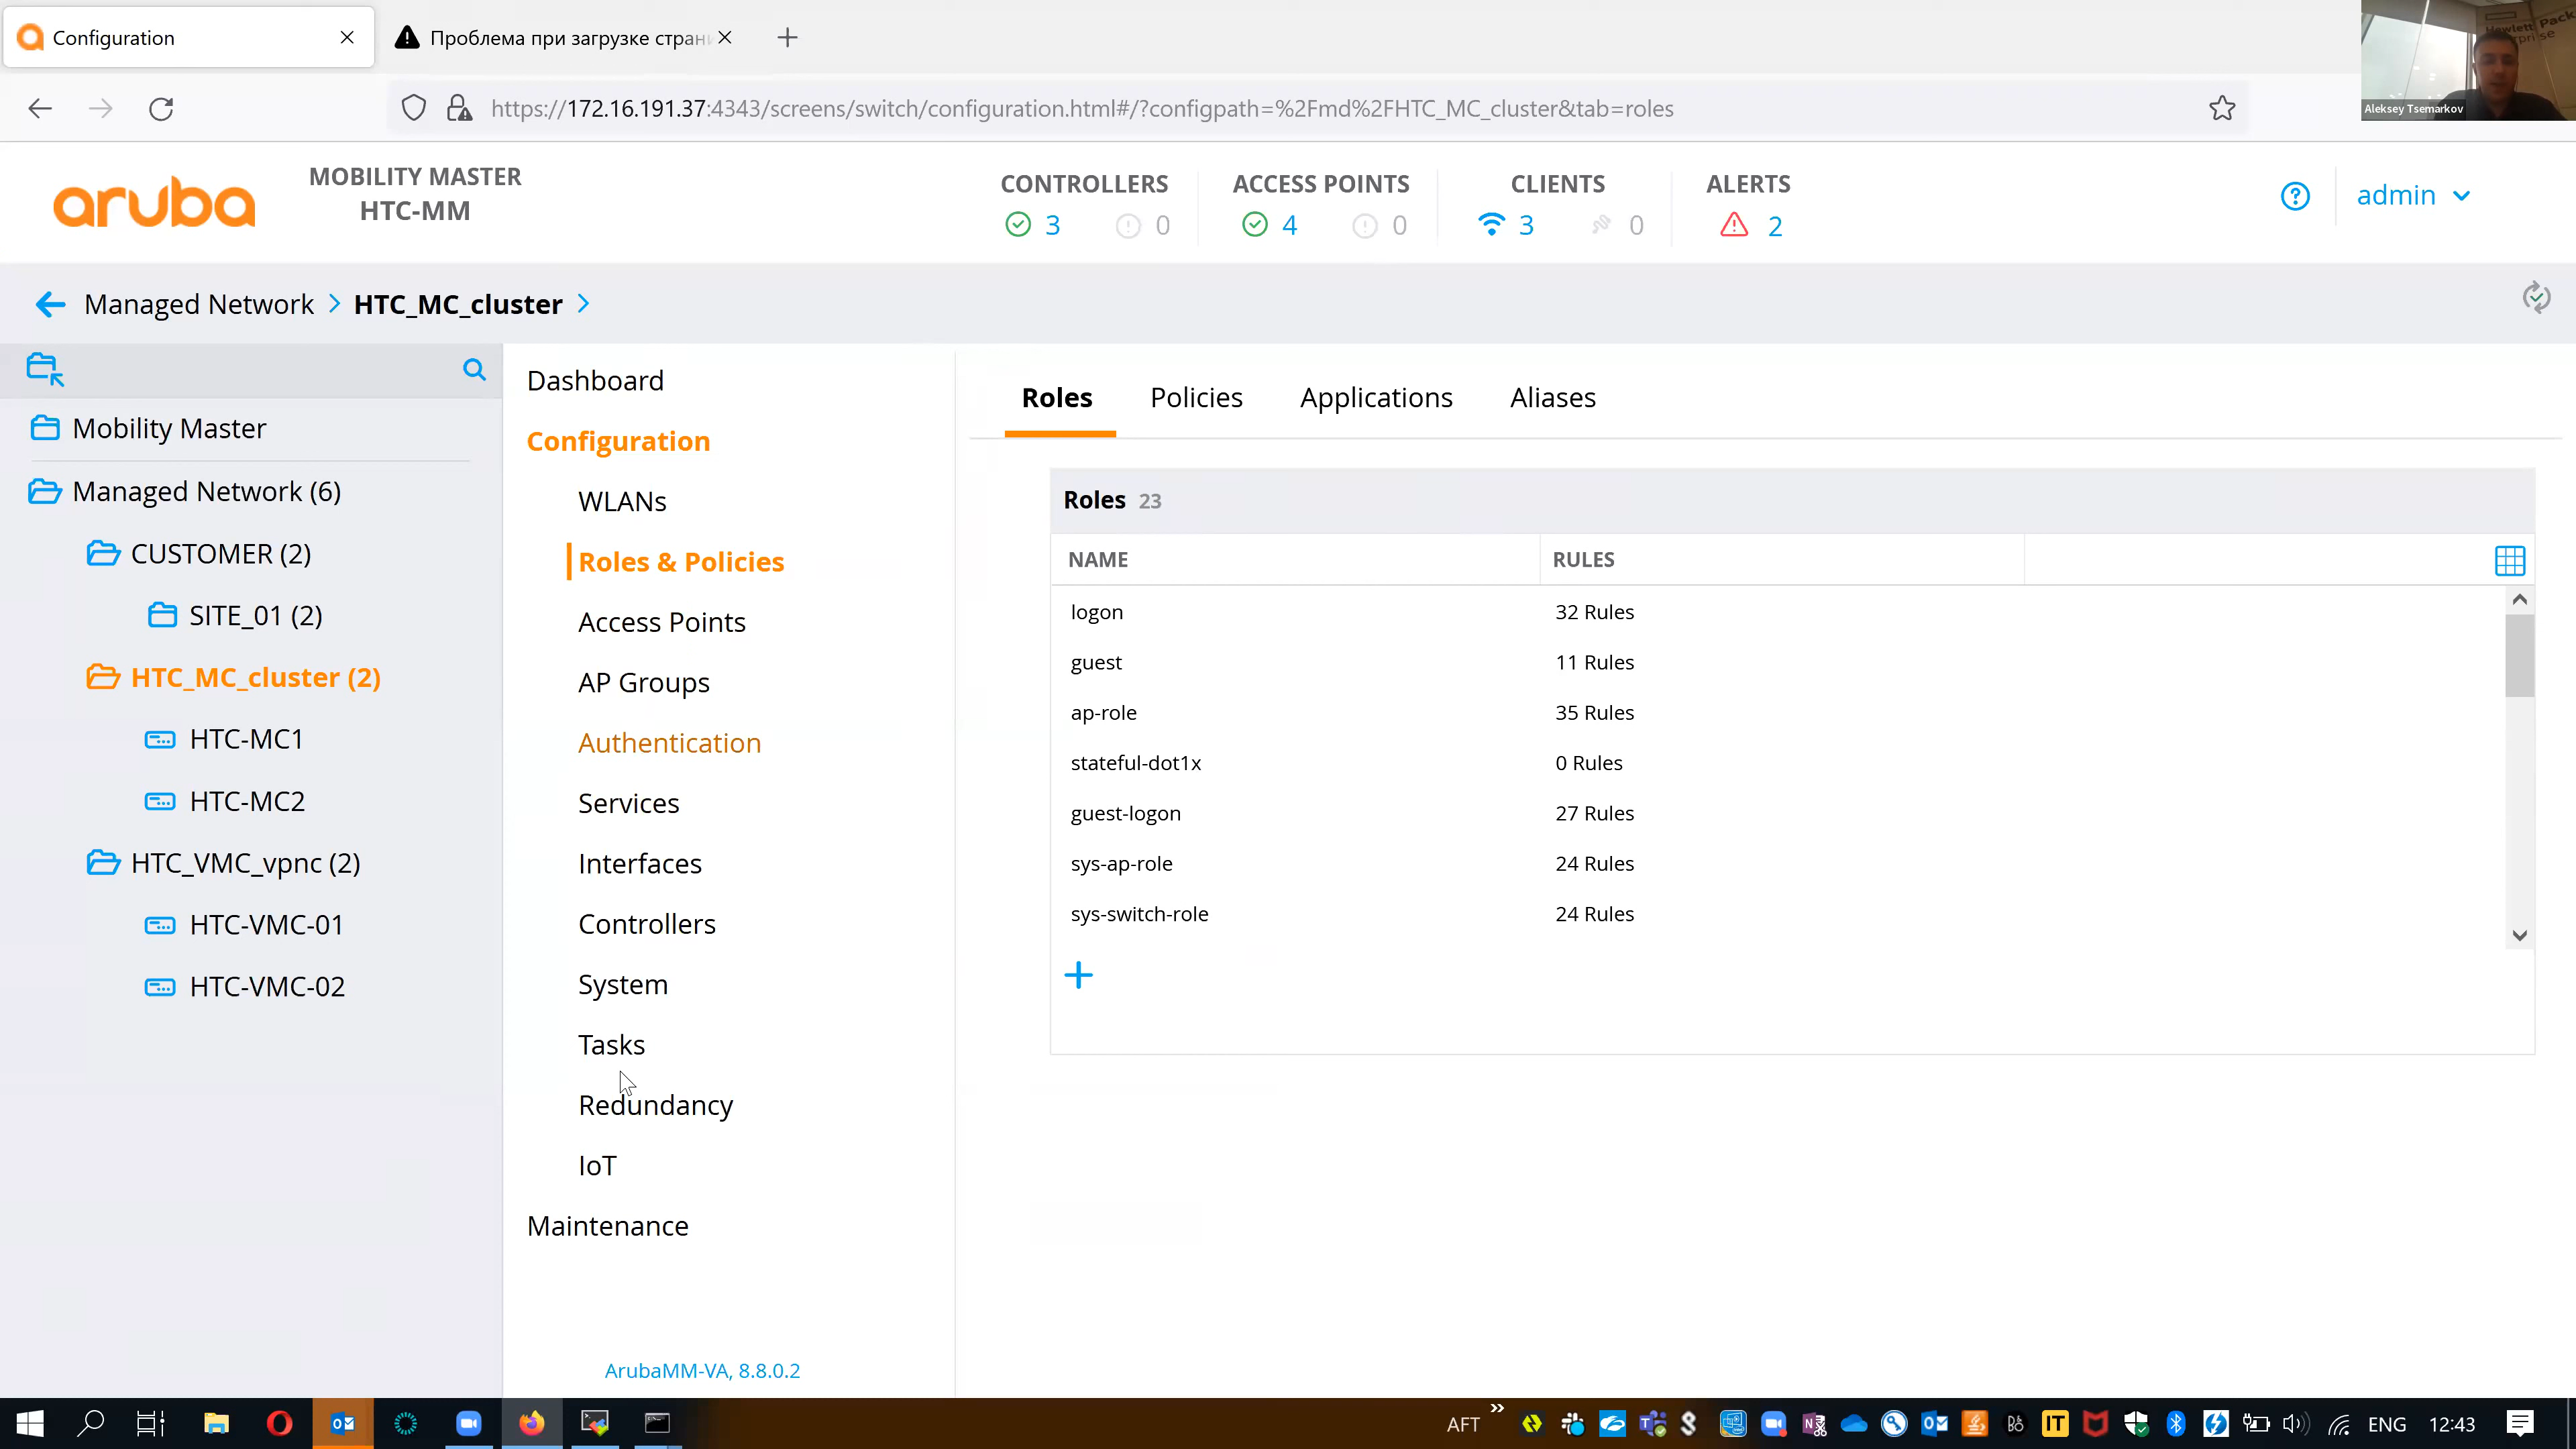 Configuration
Проблема при загрузке стран
https://172.16.191.37:4343/screens/switch/configuration.html#/?configpath=%2Fmd%2FHTC_MC_cluster&tab=roles
Hewlett Pack
Aleksey Tsemarkov
aruba
MOBILITY MASTER
HTC-MM
CONTROLLERS
3 0
ACCESS POINTS
4 0
CLIENTS
3 0
ALERTS
2
admin
Managed Network > HTC_MC_cluster >
Mobility Master
Managed Network (6)
CUSTOMER (2)
SITE_01 (2)
HTC_MC_cluster (2)
HTC-MC1
HTC-MC2
HTC_VMC_vpnc (2)
HTC-VMC-01
HTC-VMC-02
Dashboard
Configuration
WLANs
Roles & Policies
Access Points
AP Groups
Authentication
Services
Interfaces
Controllers
System
Tasks
Redundancy
IoT
Maintenance
ArubaMM-VA, 8.8.0.2
Roles Policies Applications Aliases
Roles 23
NAME RULES
logon 32 Rules
guest 11 Rules
ap-role 35 Rules
stateful-dot1x 0 Rules
guest-logon 27 Rules
sys-ap-role 24 Rules
sys-switch-role 24 Rules
AFT
IT
ENG
12:43